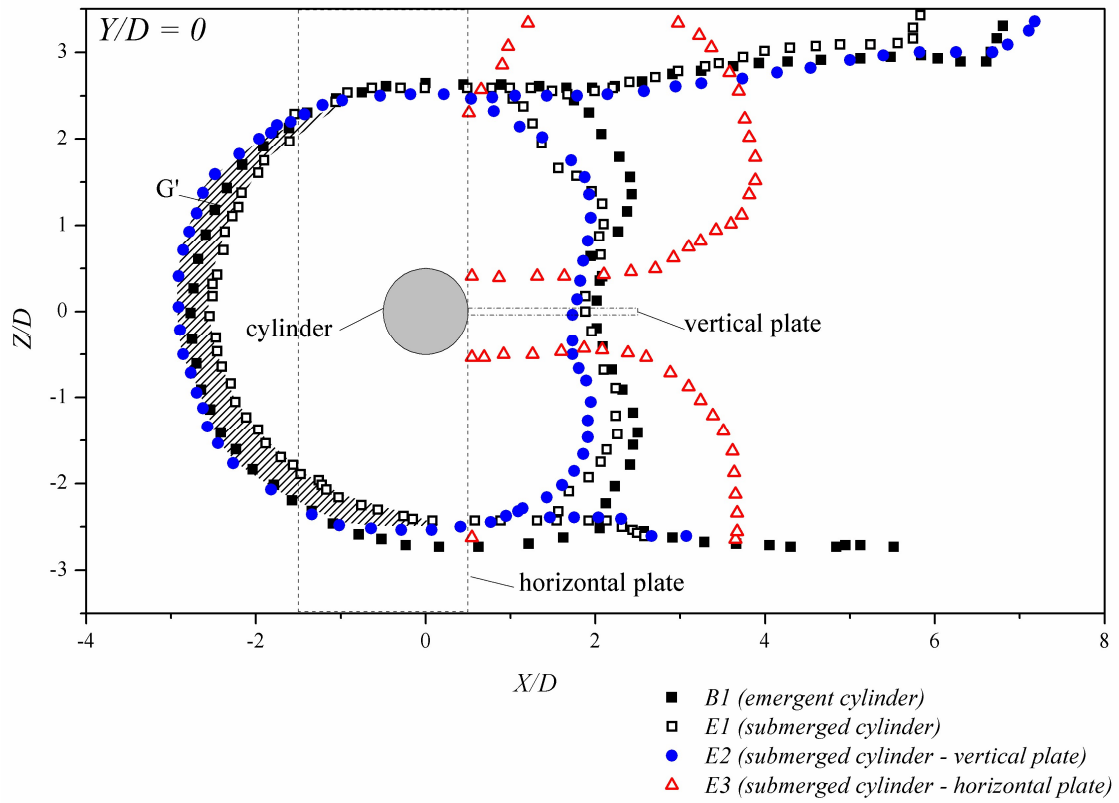 Y/D = 0
3
2
1
0
-1
-2
-3
Z/D
G'
cylinder
vertical plate
horizontal plate
-4 -2 0 2 4 6 8
X/D
B1 (emergent cylinder)
E1 (submerged cylinder)
E2 (submerged cylinder - vertical plate)
E3 (submerged cylinder - horizontal plate)